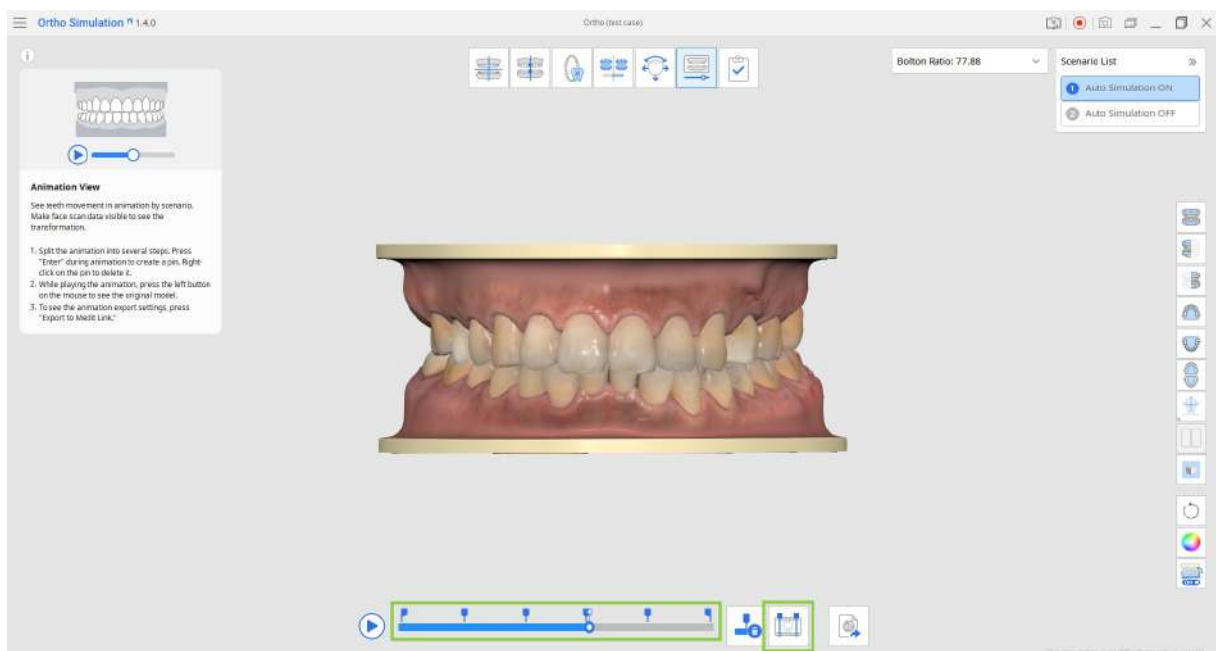 Ortho Simulation 1.4.0
Ortho (test case)
Bolton Ratio: 77.88
Scenario List
1 Auto Simulation ON
2 Auto Simulation OFF
Animation View
See teeth movement in animation by scenario.
Make face scan data visible to see the
transformation.
1. Split the animation into several steps. Press
"Enter" during animation to create a pin. Right-
click on the pin to delete it.
2. While playing the animation, press the left button
on the mouse to see the original model.
3. To see the animation export settings, press
"Export to Medit Link."